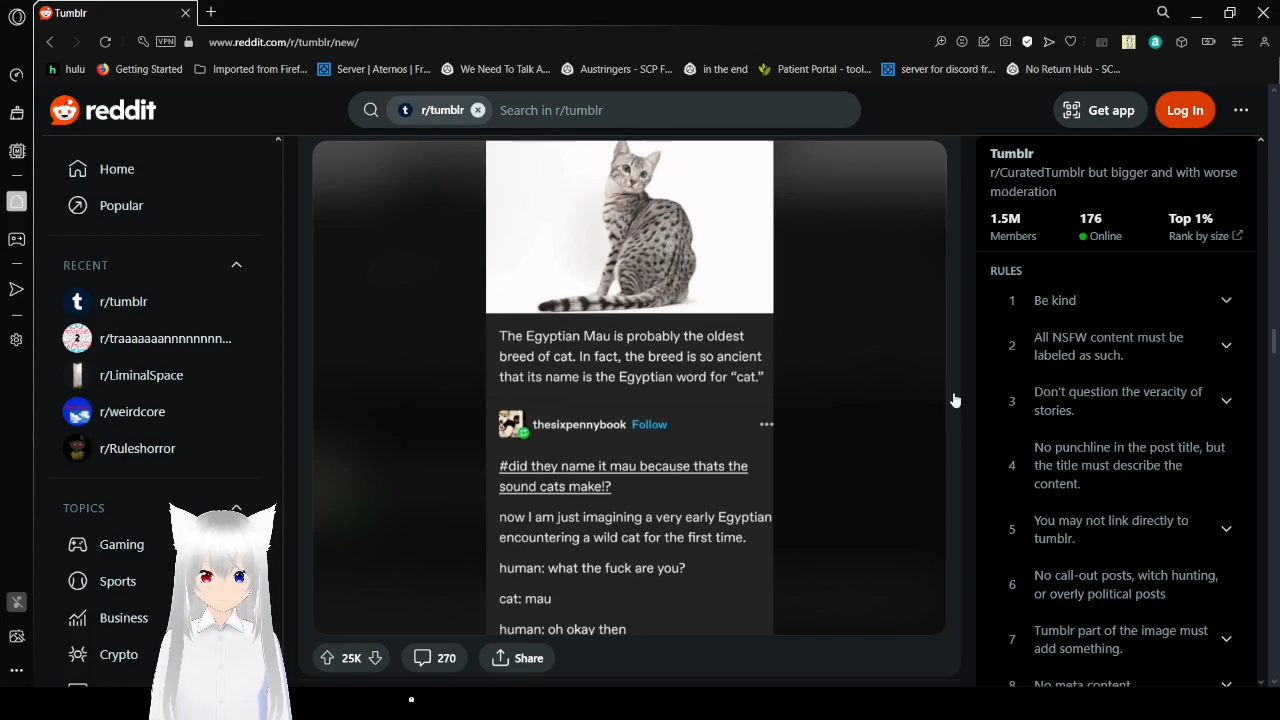 Tumblr
VPN
www.reddit.com/r/tumblr/new/
hulu
Getting Started
Imported from Firef...
Server | Aternos | Fr...
We Need To Talk A...
Austringers - SCP F...
in the end
Patient Portal - tool...
server for discord fr...
No Return Hub - SC...
reddit
r/tumblr
Search in r/tumblr
Get app
Log In
Home
Popular
RECENT
r/tumblr
r/traaaaaaannnnnnnn...
r/LiminalSpace
r/weirdcore
r/Ruleshorror
TOPICS
Gaming
Sports
Business
Crypto
The Egyptian Mau is probably the oldest
breed of cat. In fact, the breed is so ancient
that its name is the Egyptian word for “cat.”
thesixpennybook Follow
#did they name it mau because thats the
sound cats make!?
now I am just imagining a very early Egyptian
encountering a wild cat for the first time.
human: what the fuck are you?
cat: mau
human: oh okay then
25K
270
Share
Tumblr
r/CuratedTumblr but bigger and with worse
moderation
1.5M 176 Top 1%
Members Online Rank by size
RULES
1 Be kind
2 All NSFW content must be
labeled as such.
3 Don't question the veracity of
stories.
4 No punchline in the post title, but
the title must describe the
content.
5 You may not link directly to
tumblr.
6 No call-out posts, witch hunting,
or overly political posts
7 Tumblr part of the image must
add something.
8 No meta content